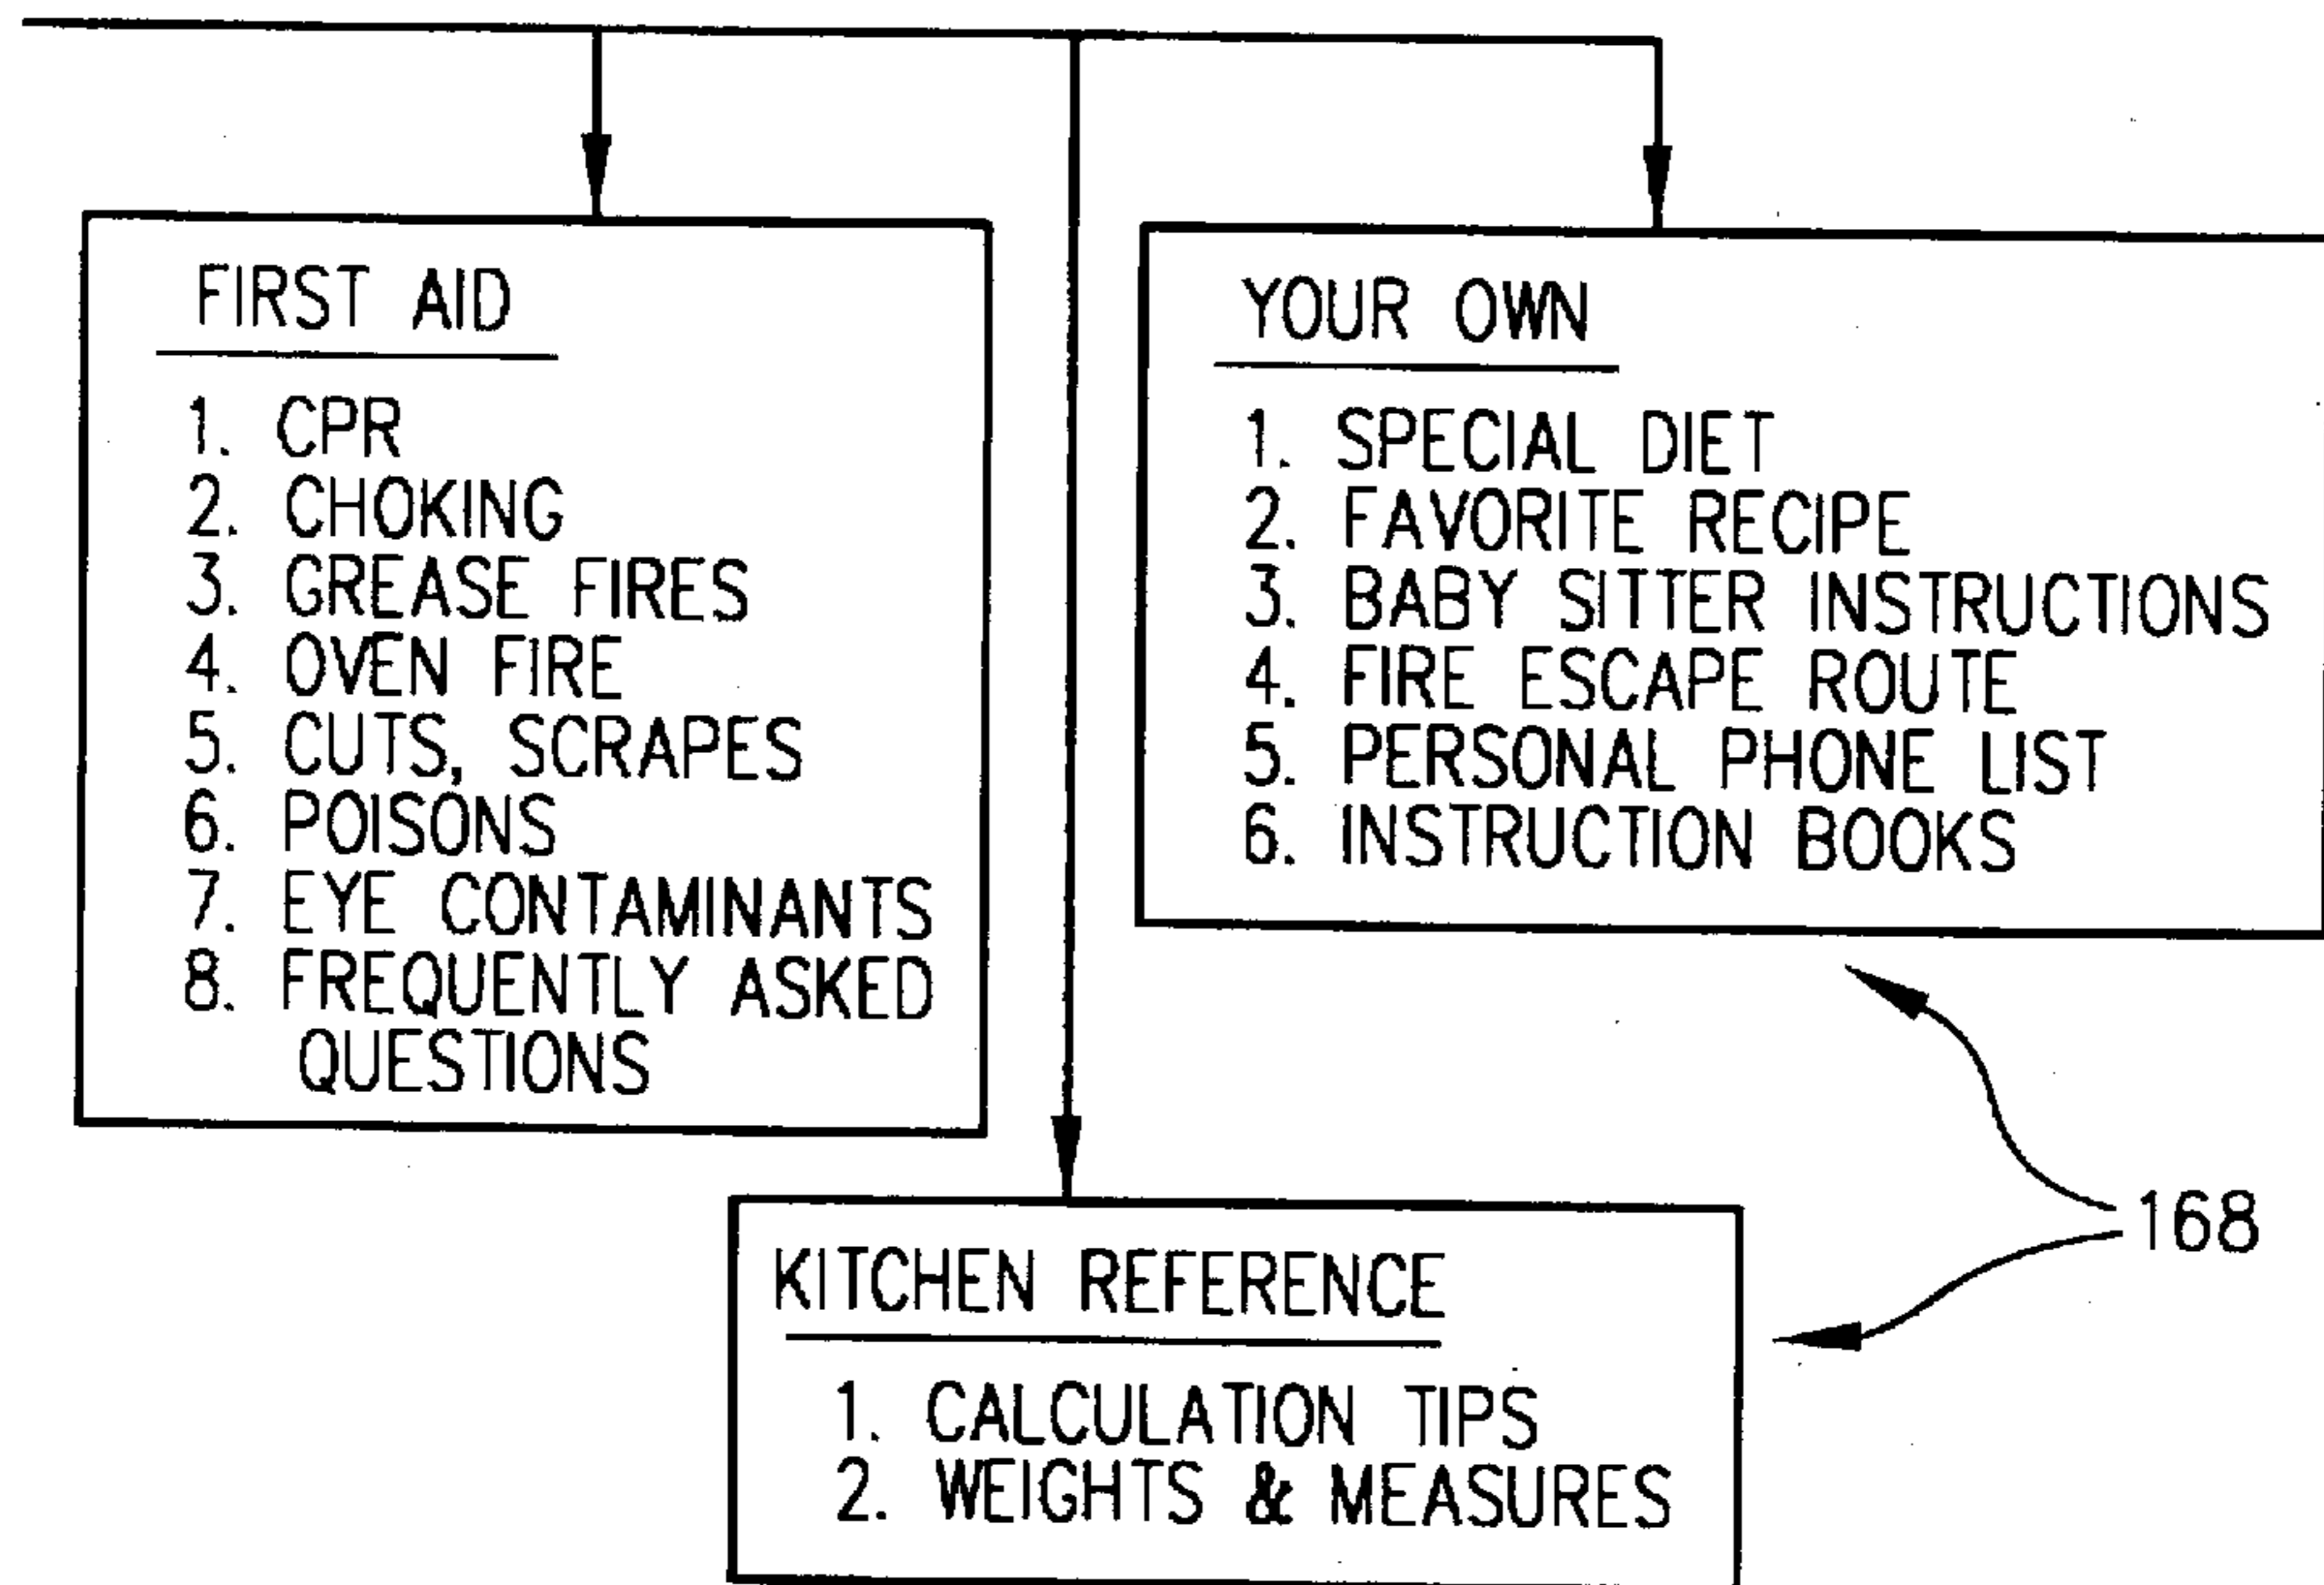 FIRST AID
1. CPR
2. CHOKING
3. GREASE FIRES
4. OVEN FIRE
5. CUTS, SCRAPES
6. POISONS
7. EYE CONTAMINANTS
8. FREQUENTLY ASKED
QUESTIONS
YOUR OWN
1. SPECIAL DIET
2. FAVORITE RECIPE
3. BABY SITTER INSTRUCTIONS
4. FIRE ESCAPE ROUTE
5. PERSONAL PHONE LIST
6. INSTRUCTION BOOKS
168
KITCHEN REFERENCE
1. CALCULATION TIPS
2. WEIGHTS & MEASURES